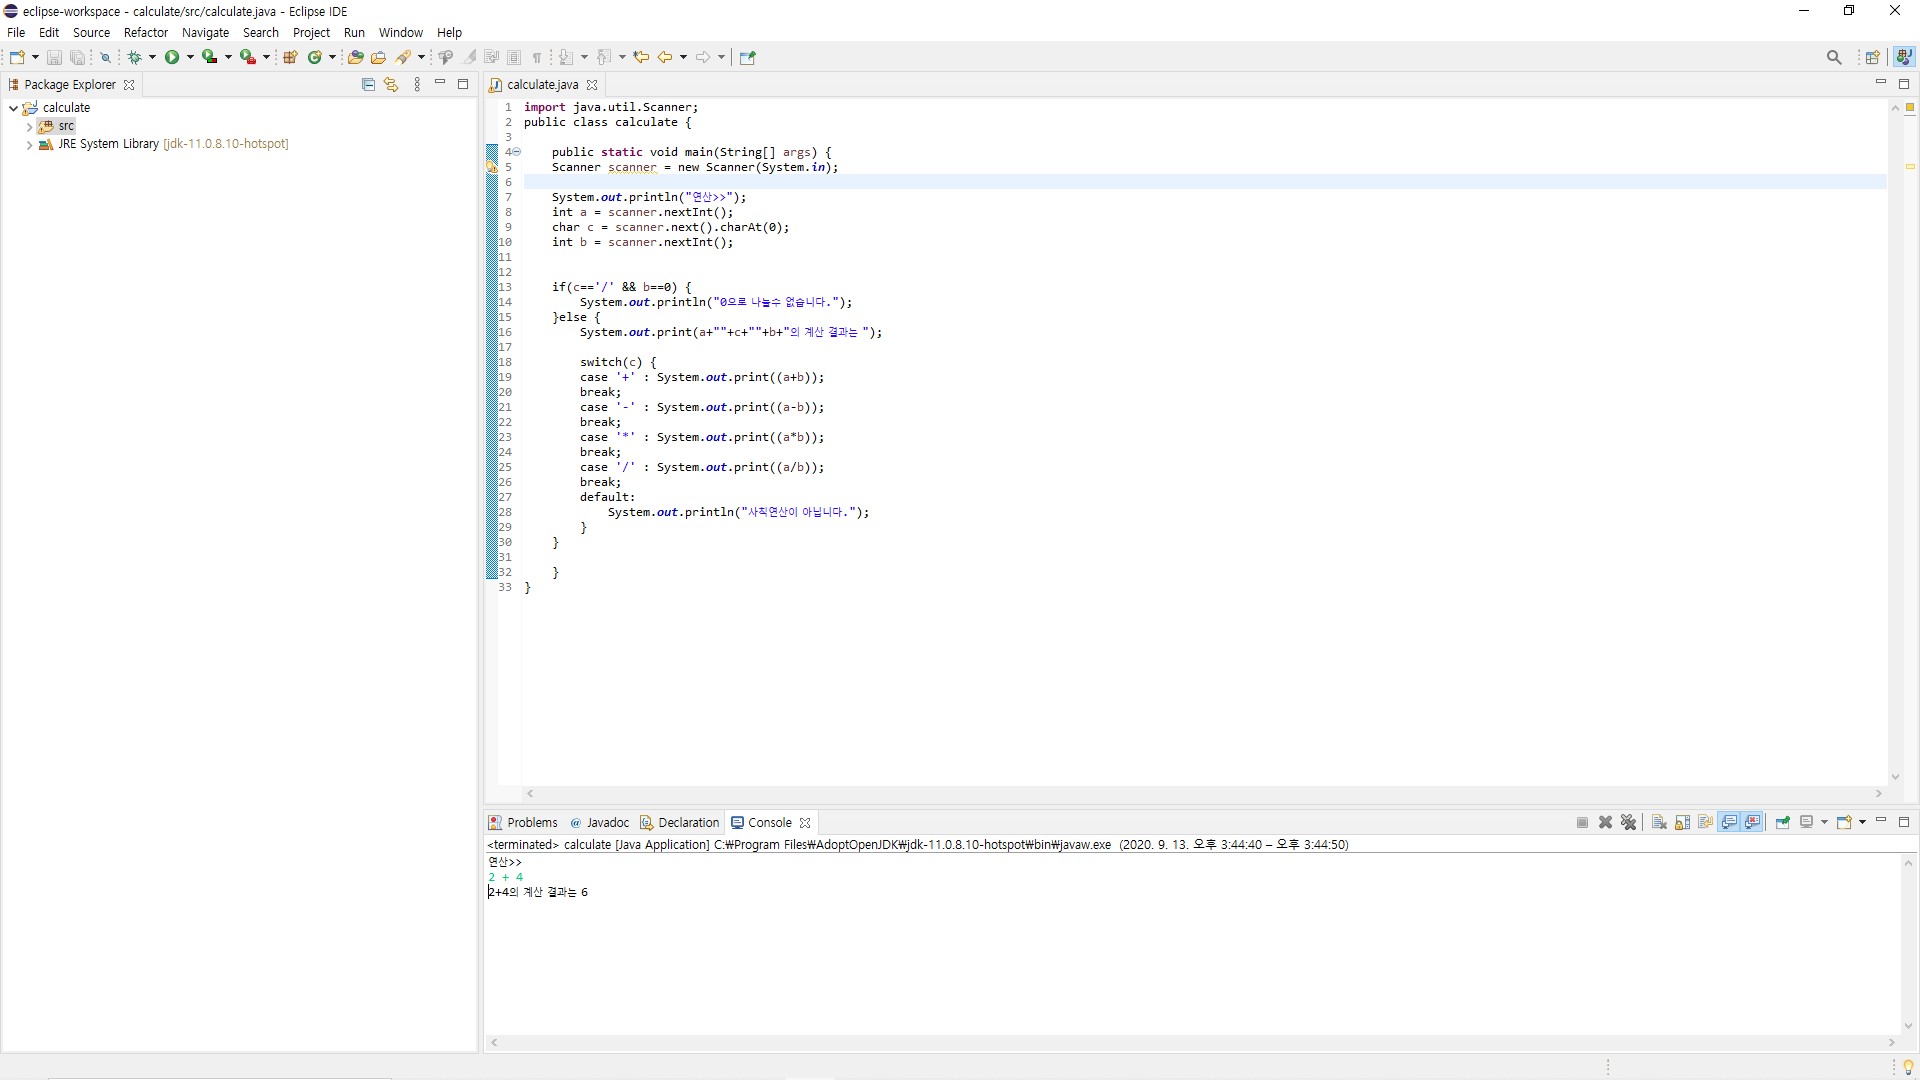 eclipse-workspace - calculate/src/calculate.java - Eclipse IDE
File Edit Source Refactor Navigate Search Project Run Window Help
Package Explorer
calculate
src
JRE System Library [jdk-11.0.8.10-hotspot]
calculate.java
1 import java.util.Scanner;
2 public class calculate {
3
4     public static void main(String[] args) {
5     Scanner scanner = new Scanner(System.in);
6
7     System.out.println("연산>>");
8     int a = scanner.nextInt();
9     char c = scanner.next().charAt(0);
10     int b = scanner.nextInt();
11
12
13     if(c=='/' && b==0) {
14         System.out.println("0으로 나눌수 없습니다.");
15     }else {
16         System.out.print(a+""+c+""+b+"의 계산 결과는 ");
17
18         switch(c) {
19         case '+' : System.out.print((a+b));
20         break;
21         case '-' : System.out.print((a-b));
22         break;
23         case '*' : System.out.print((a*b));
24         break;
25         case '/' : System.out.print((a/b));
26         break;
27         default:
28             System.out.println("사칙연산이 아닙니다.");
29         }
30     }
31
32     }
33 }
Problems @ Javadoc Declaration Console
<terminated> calculate [Java Application] C:₩Program Files₩AdoptOpenJDK₩jdk-11.0.8.10-hotspot₩bin₩javaw.exe (2020. 9. 13. 오후 3:44:40 – 오후 3:44:50)
연산>>
2 + 4
2+4의 계산 결과는 6